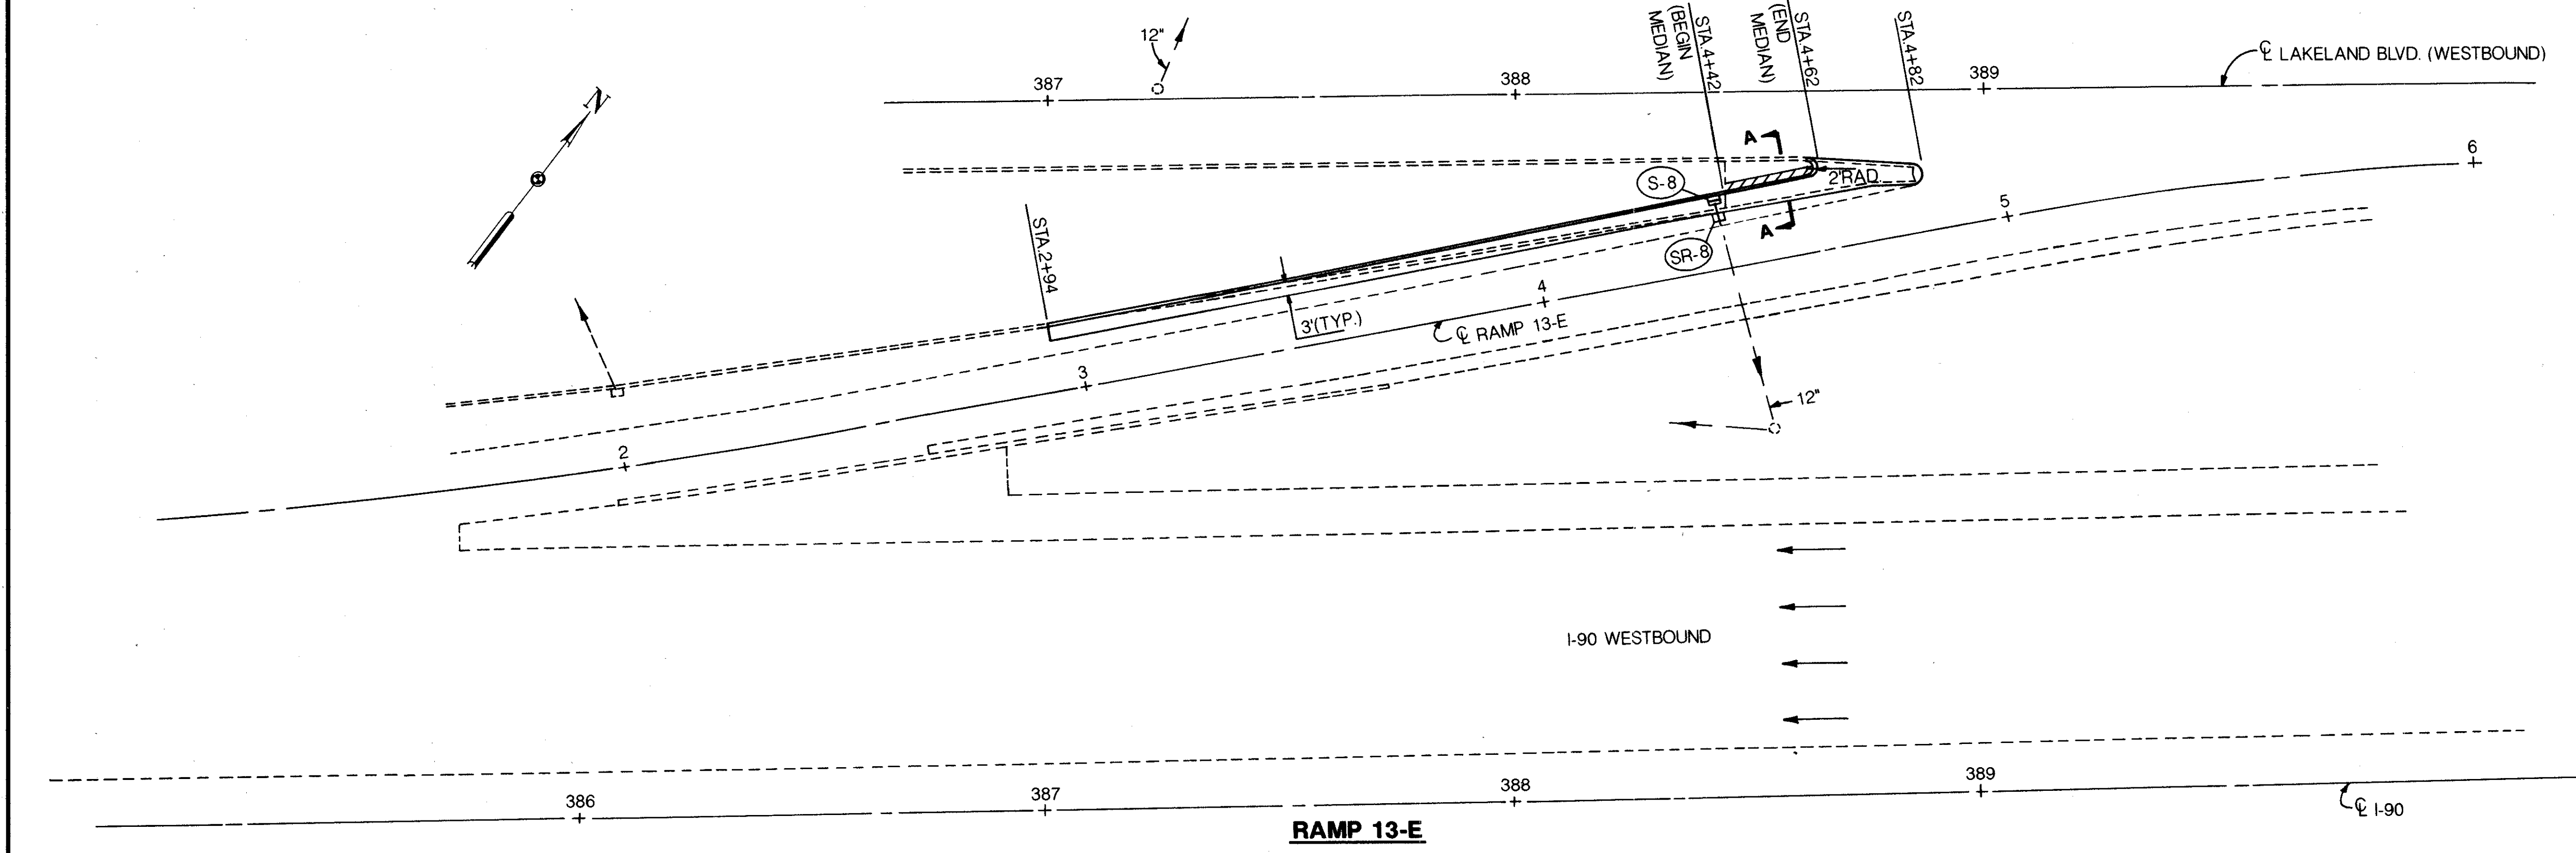 12"
STA.4+42
(BEGIN
MEDIAN)
STA.4+62
(END
MEDIAN)
STA.4+82
℄ LAKELAND BLVD. (WESTBOUND)
387
388
389
N
A
6
S-8
2'RAD.
5
STA.2+94
A
SR-8
4
3'(TYP.)
℄ RAMP 13-E
3
12"
2
I-90 WESTBOUND
386
387
388
389
℄ I-90
RAMP 13-E